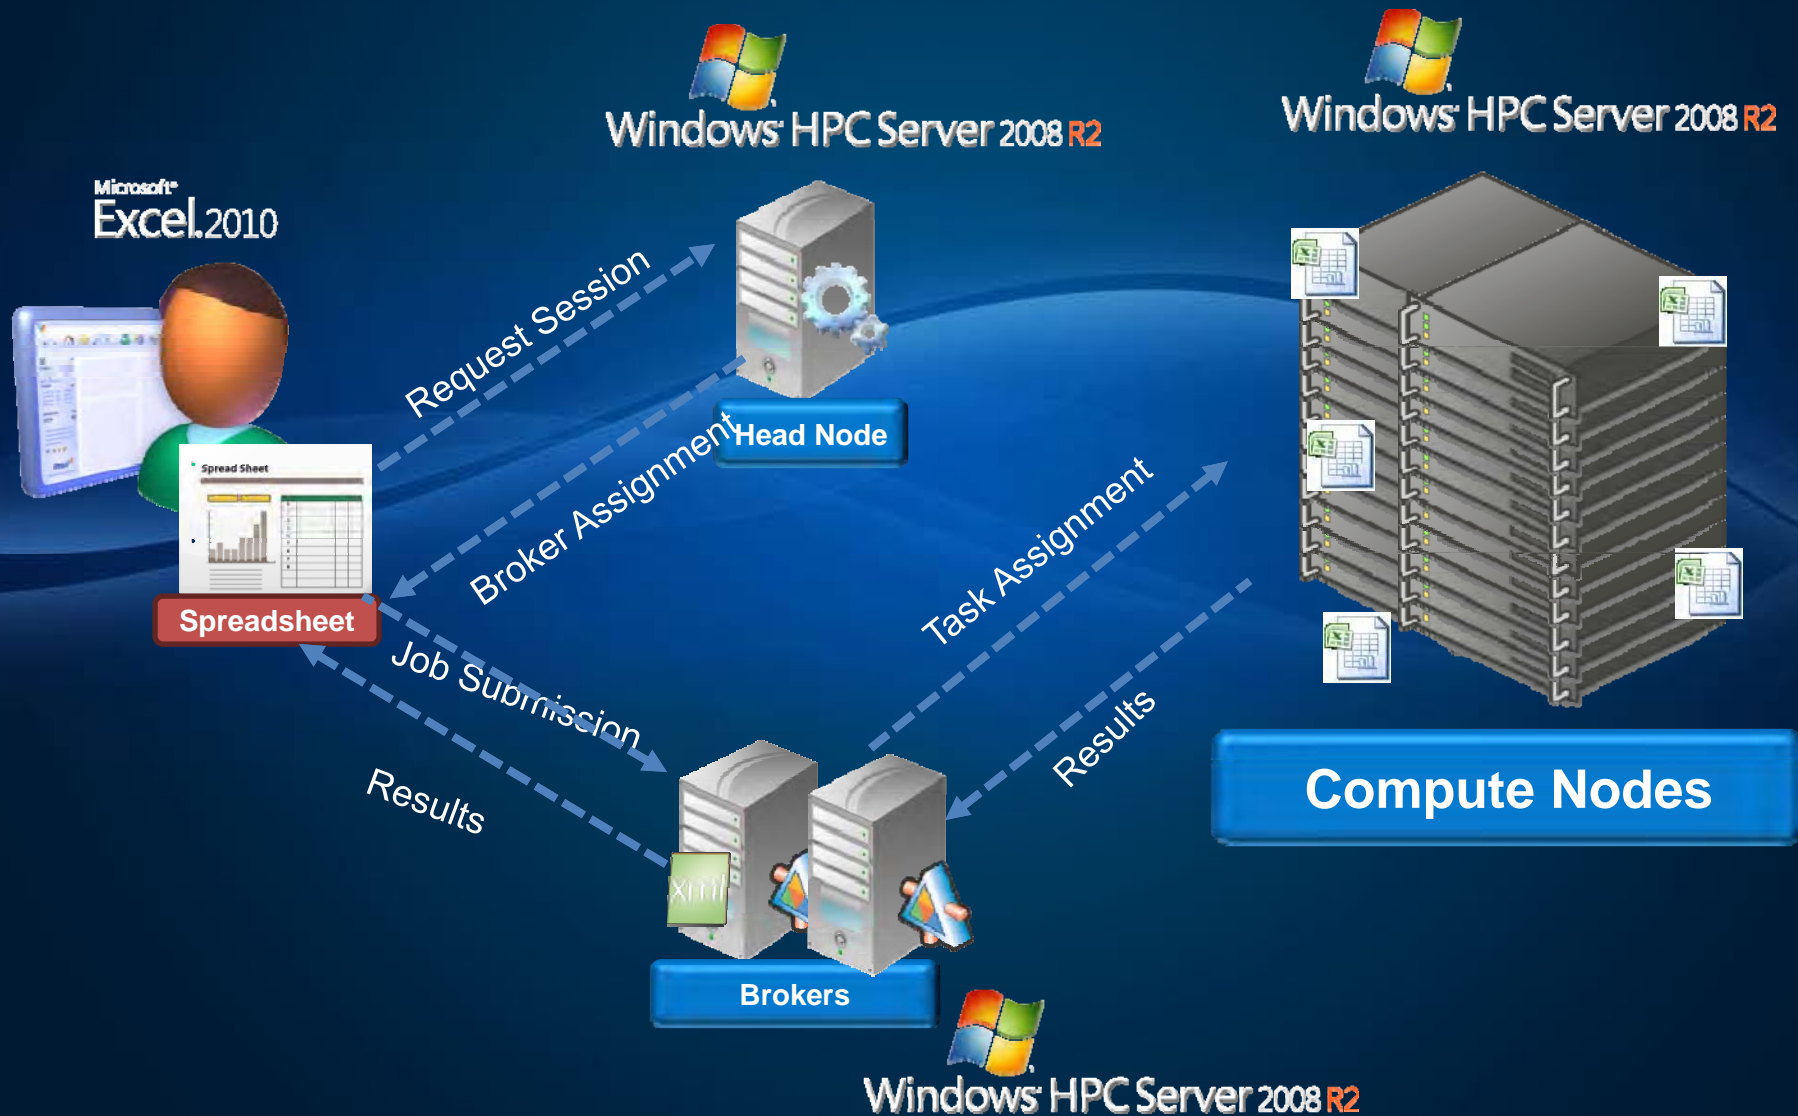 Windows HPC Server 2008 R2
Windows HPC Server 2008 R2
Microsoft®
Excel.2010
Request Session
Head Node
Broker Assignment
Spread Sheet
Spreadsheet
Task Assignment
Job Submission
Results
Results
Compute Nodes
xml
Brokers
Windows HPC Server 2008 R2